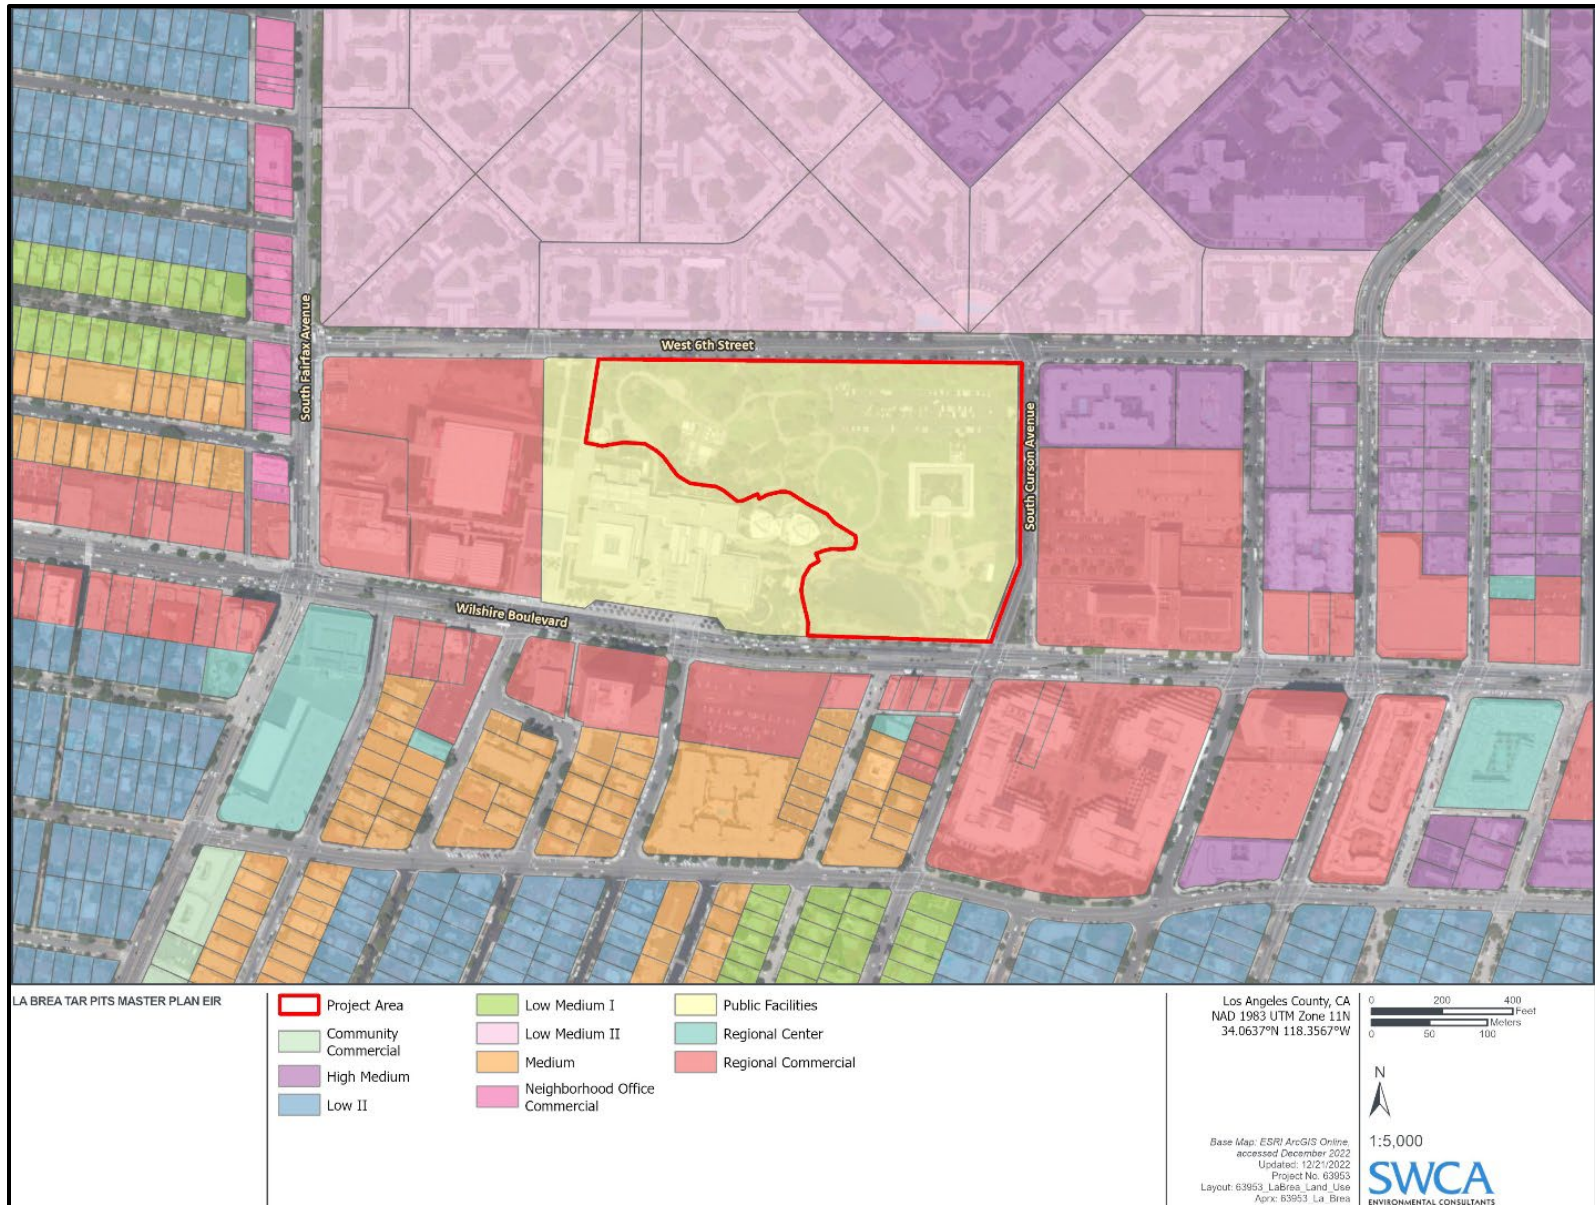 West 6th Street
South Fairfax Avenue
South Curson Avenue
Wilshire Boulevard
LA BREA TAR PITS MASTER PLAN EIR
Project Area
Community
Commercial
High Medium
Low II
Low Medium I
Low Medium II
Medium
Neighborhood Office
Commercial
Public Facilities
Regional Center
Regional Commercial
Los Angeles County, CA
NAD 1983 UTM Zone 11N
34.0637°N 118.3567°W
0 200 400
Feet
Meters
0 50 100
N
1:5,000
Base Map: ESRI ArcGIS Online,
accessed December 2022
Updated: 12/21/2022
Project No. 63953
Layout: 63953_LaBrea_Land_Use
Aprx: 63953_La_Brea
SWCA
ENVIRONMENTAL CONSULTANTS